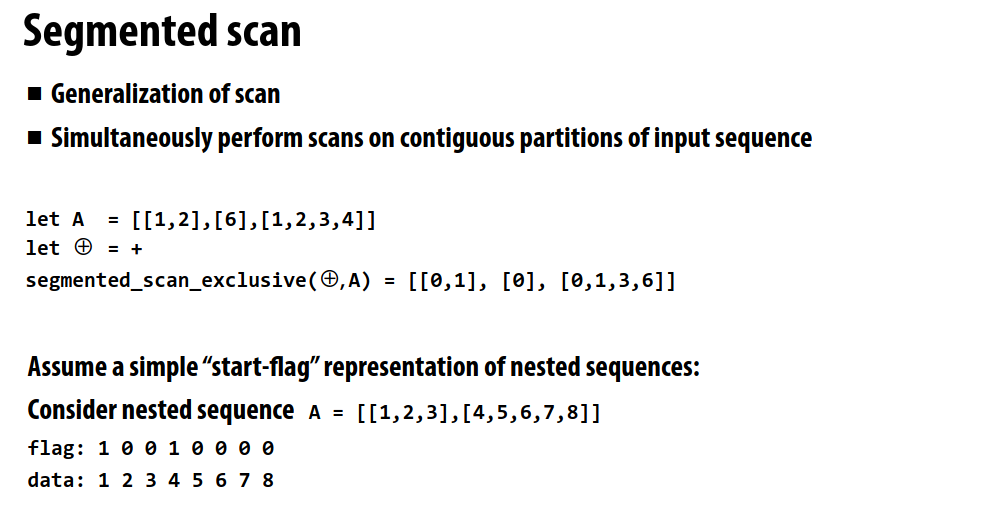 Segmented scan
■ Generalization of scan
■ Simultaneously perform scans on contiguous partitions of input sequence
let A  = [[1,2],[6],[1,2,3,4]]
let ⊕ = +
segmented_scan_exclusive(⊕,A) = [[0,1], [0], [0,1,3,6]]
Assume a simple “start-flag” representation of nested sequences:
Consider nested sequence A = [[1,2,3],[4,5,6,7,8]]
flag: 1 0 0 1 0 0 0 0
data: 1 2 3 4 5 6 7 8